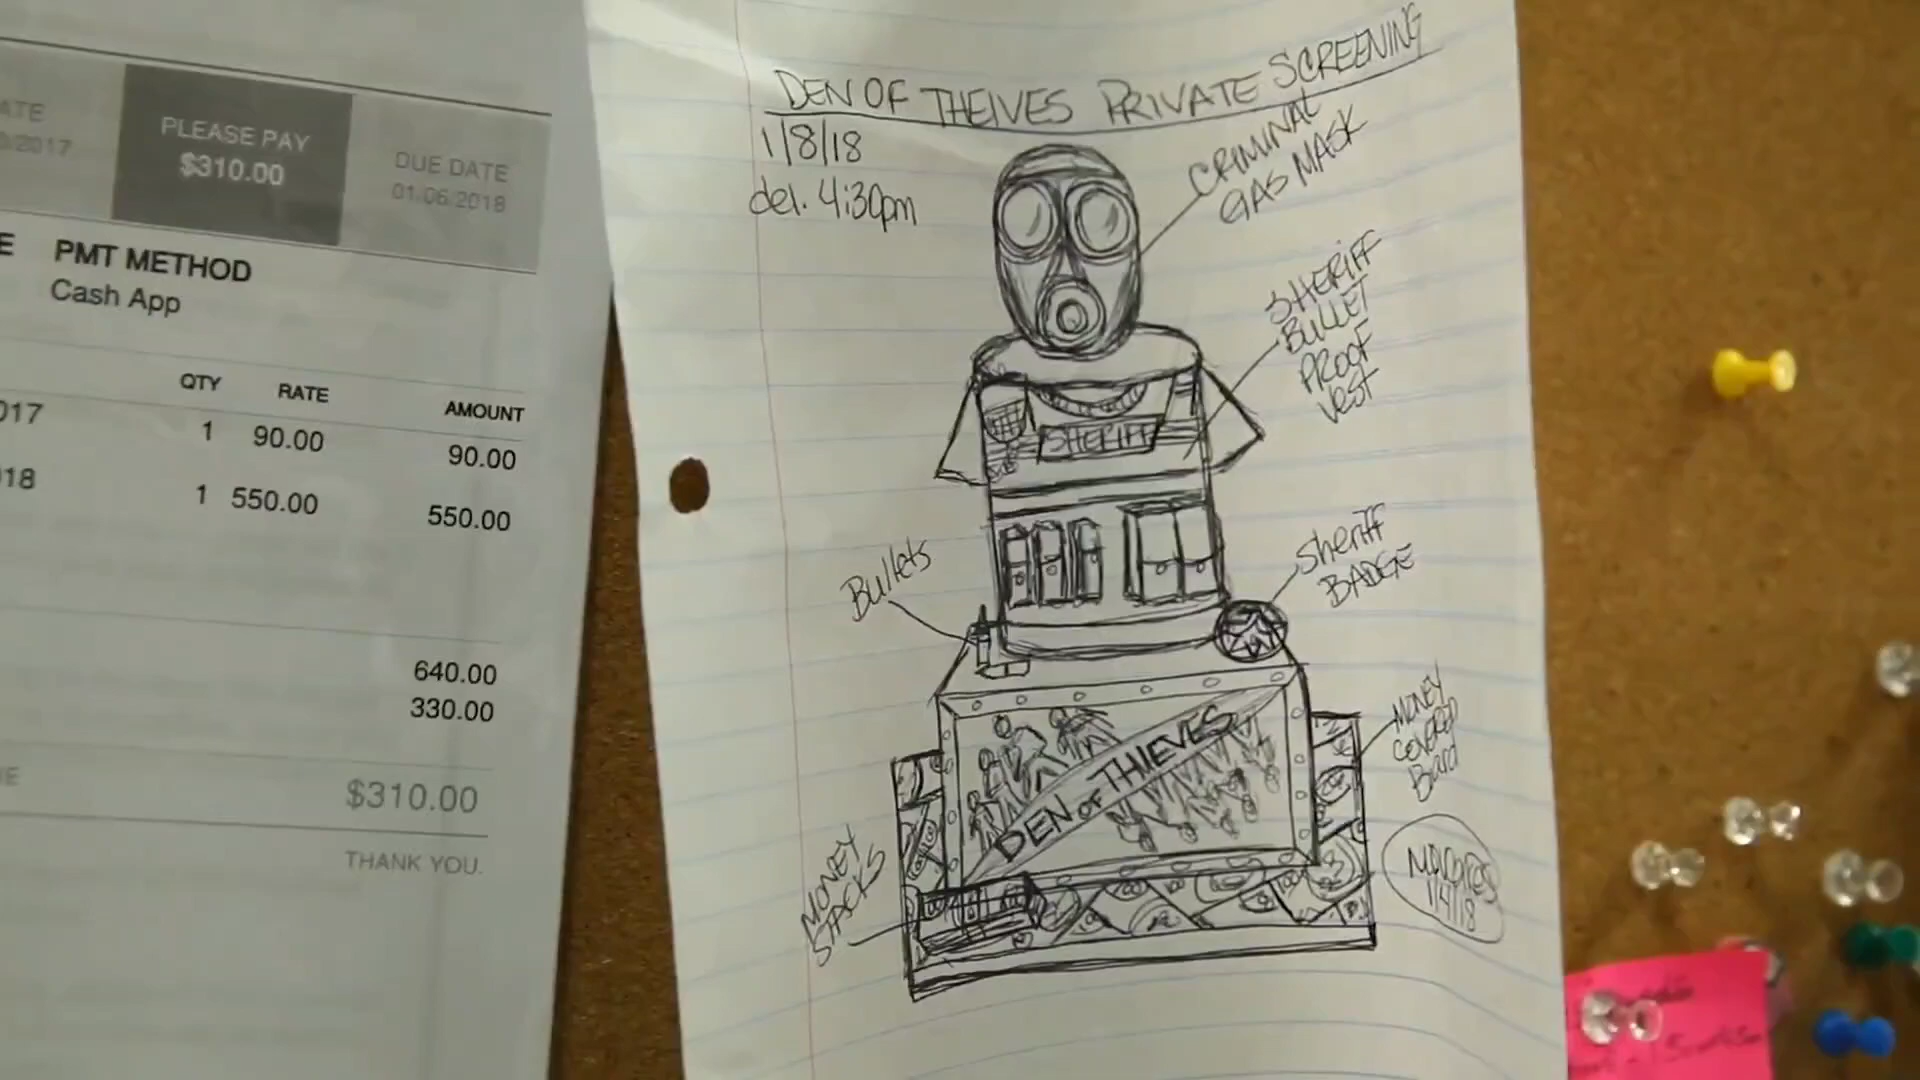 PLEASE PAY
$310.00
DUE DATE
01/06/2018
PMT METHOD
Cash App
QTY RATE AMOUNT
1 90.00 90.00
1 550.00 550.00
640.00
330.00
$310.00
THANK YOU.
DEN OF THEIVES PRIVATE SCREENING
1/8/18
del. 4:30pm
CRIMINAL
GAS MASK
SHERIFF
BULLET
PROOF
VEST
SHERIFF
Bullets
Sheriff
BADGE
DEN OF THIEVES
MONEY
COVERED
Board
MONEY
STACKS
1/4/18